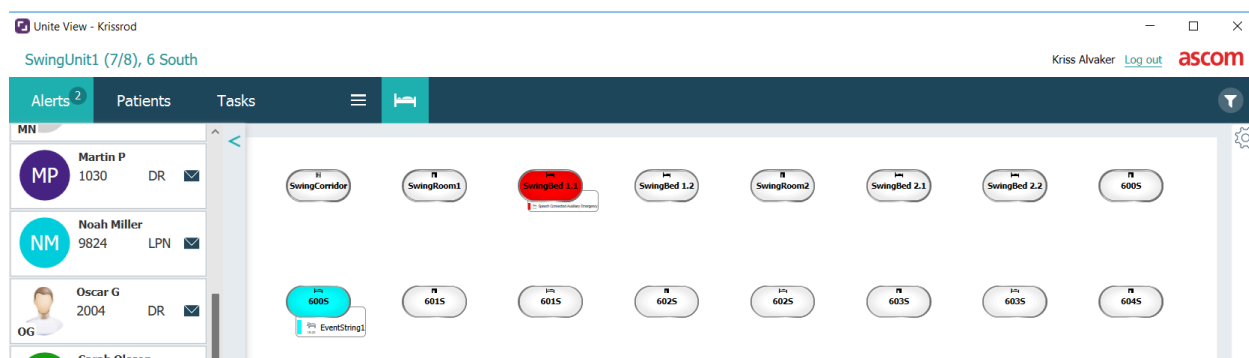 Unite View - Krissrod
SwingUnit1 (7/8), 6 South
Kriss Alvaker Log out ascom
Alerts 2 Patients Tasks
MN
Martin P
MP 1030 DR
Noah Miller
NM 9824 LPN
Oscar G
2004 DR
OG
SwingCorridor SwingRoom1 SwingBed 1.1 SwingBed 1.2 SwingRoom2 SwingBed 2.1 SwingBed 2.2 600S
600S 601S 601S 602S 602S 603S 603S 604S
EventString1